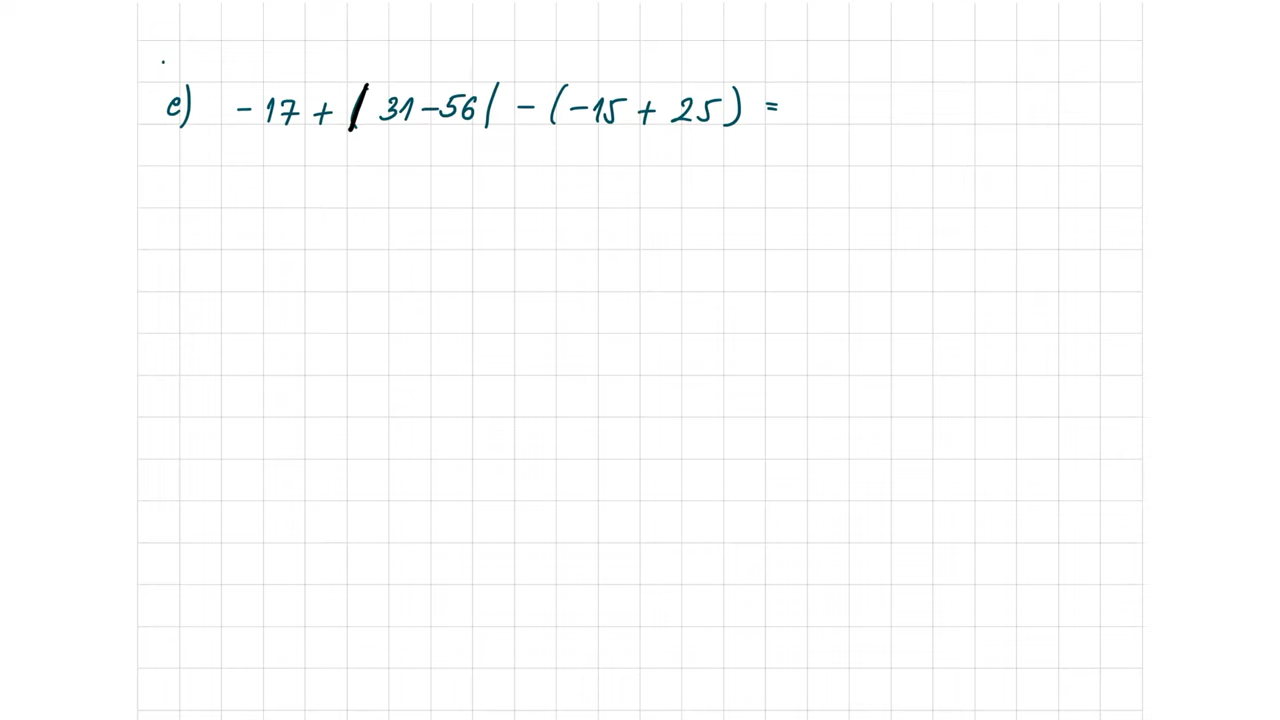 e) -17 + |31-56| - (-15 + 25) =